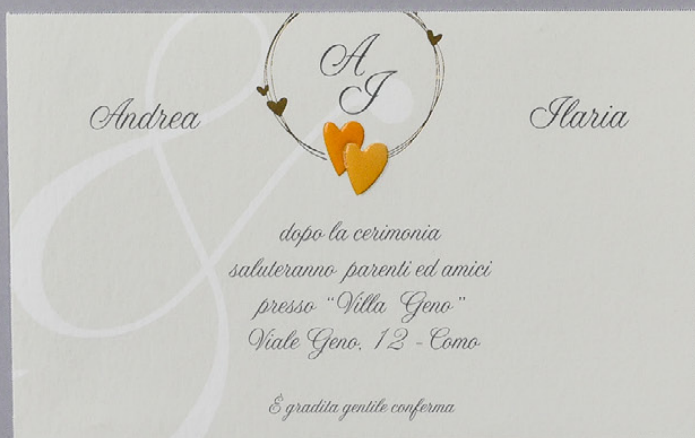 A
I
Andrea Ilaria
&
dopo la cerimonia
saluteranno parenti ed amici
presso "Villa Geno"
Viale Geno, 12 - Como
È gradita gentile conferma